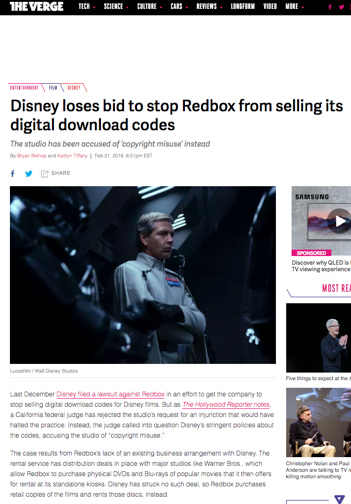 THE VERGE TECH SCIENCE CULTURE CARS REVIEWS LONGFORM VIDEO MORE
ENTERTAINMENT FILM DISNEY
Disney loses bid to stop Redbox from selling its
digital download codes
The studio has been accused of 'copyright misuse' instead
By Bryan Bishop and Kaitlyn Tiffany | Feb 21, 2018, 8:51pm EST
SHARE
SAMSUNG
SPONSORED
Discover why QLED is t
TV viewing experience
MOST REA
Lucasfilm / Walt Disney Studios
Five things to expect at the A
Last December Disney filed a lawsuit against Redbox in an effort to get the company to
stop selling digital download codes for Disney films. But as The Hollywood Reporter notes,
a California federal judge has rejected the studio's request for an injunction that would have
halted the practice. Instead, the judge called into question Disney's stringent policies about
the codes, accusing the studio of "copyright misuse."
The case results from Redbox's lack of an existing business arrangement with Disney. The
rental service has distribution deals in place with major studios like Warner Bros., which
allow Redbox to purchase physical DVDs and Blu-rays of popular movies that it then offers
for rental at its standalone kiosks. Disney has struck no such deal, so Redbox purchases
retail copies of the films and rents those discs, instead.
Christopher Nolan and Paul
Anderson are talking to TV m